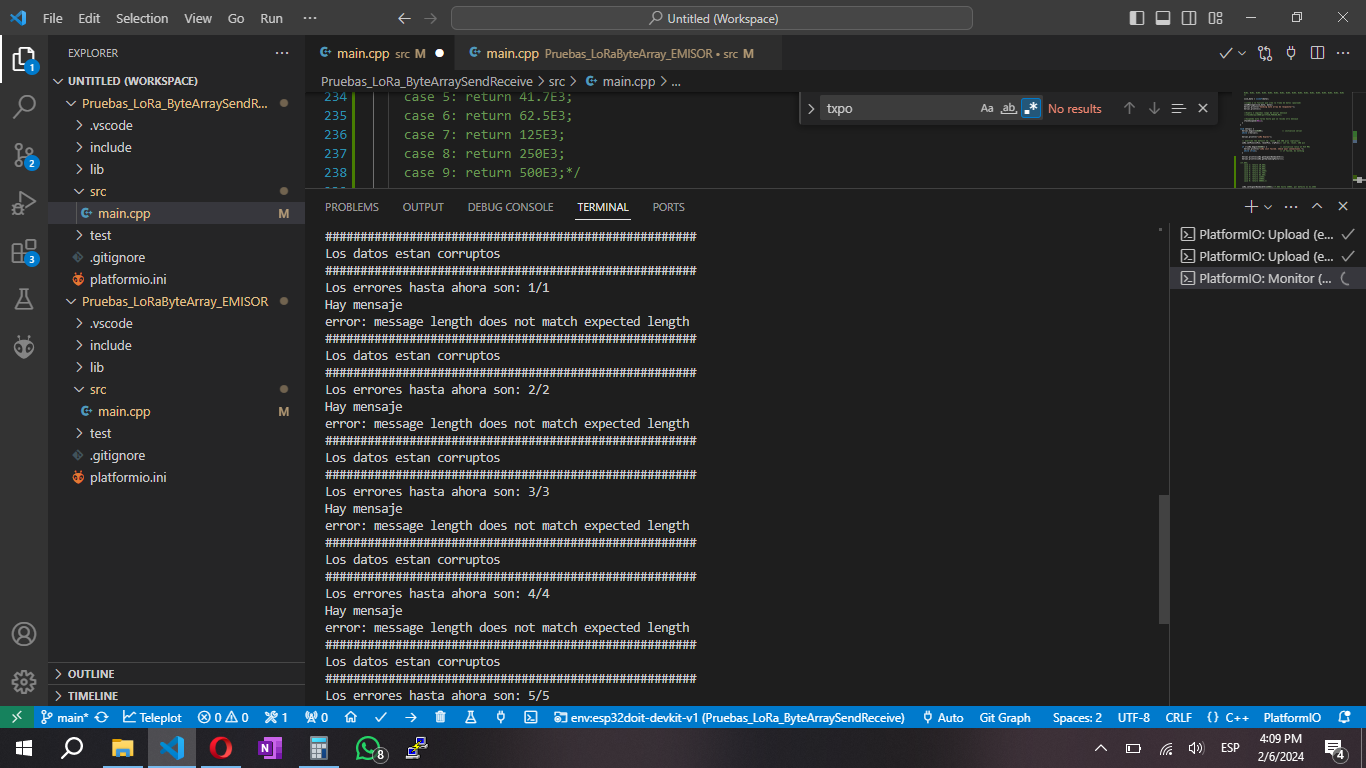 File Edit Selection View Go Run ··· Untitled (Workspace)
EXPLORER ···
UNTITLED (WORKSPACE)
Pruebas_LoRa_ByteArraySendR...
.vscode
include
lib
src
main.cpp M
test
.gitignore
platformio.ini
Pruebas_LoRaByteArray_EMISOR
.vscode
include
lib
src
main.cpp M
test
.gitignore
platformio.ini
OUTLINE
TIMELINE
1
2
3
main.cpp src M
main.cpp Pruebas_LoRaByteArray_EMISOR • src M
Pruebas_LoRa_ByteArraySendReceive > src > main.cpp > ...
234 case 5: return 41.7E3;
235 case 6: return 62.5E3;
236 case 7: return 125E3;
237 case 8: return 250E3;
238 case 9: return 500E3;*/
txpo Aa ab .* No results
PROBLEMS OUTPUT DEBUG CONSOLE TERMINAL PORTS
#####################################################
Los datos estan corruptos
#####################################################
Los errores hasta ahora son: 1/1
Hay mensaje
error: message length does not match expected length
#####################################################
Los datos estan corruptos
#####################################################
Los errores hasta ahora son: 2/2
Hay mensaje
error: message length does not match expected length
#####################################################
Los datos estan corruptos
#####################################################
Los errores hasta ahora son: 3/3
Hay mensaje
error: message length does not match expected length
#####################################################
Los datos estan corruptos
#####################################################
Los errores hasta ahora son: 4/4
Hay mensaje
error: message length does not match expected length
#####################################################
Los datos estan corruptos
#####################################################
Los errores hasta ahora son: 5/5
PlatformIO: Upload (e...
PlatformIO: Upload (e...
PlatformIO: Monitor (...
main* Teleplot 0 0 1 0 env:esp32doit-devkit-v1 (Pruebas_LoRa_ByteArraySendReceive) Auto Git Graph Spaces: 2 UTF-8 CRLF {} C++ PlatformIO
8 ESP 4:09 PM
2/6/2024 4